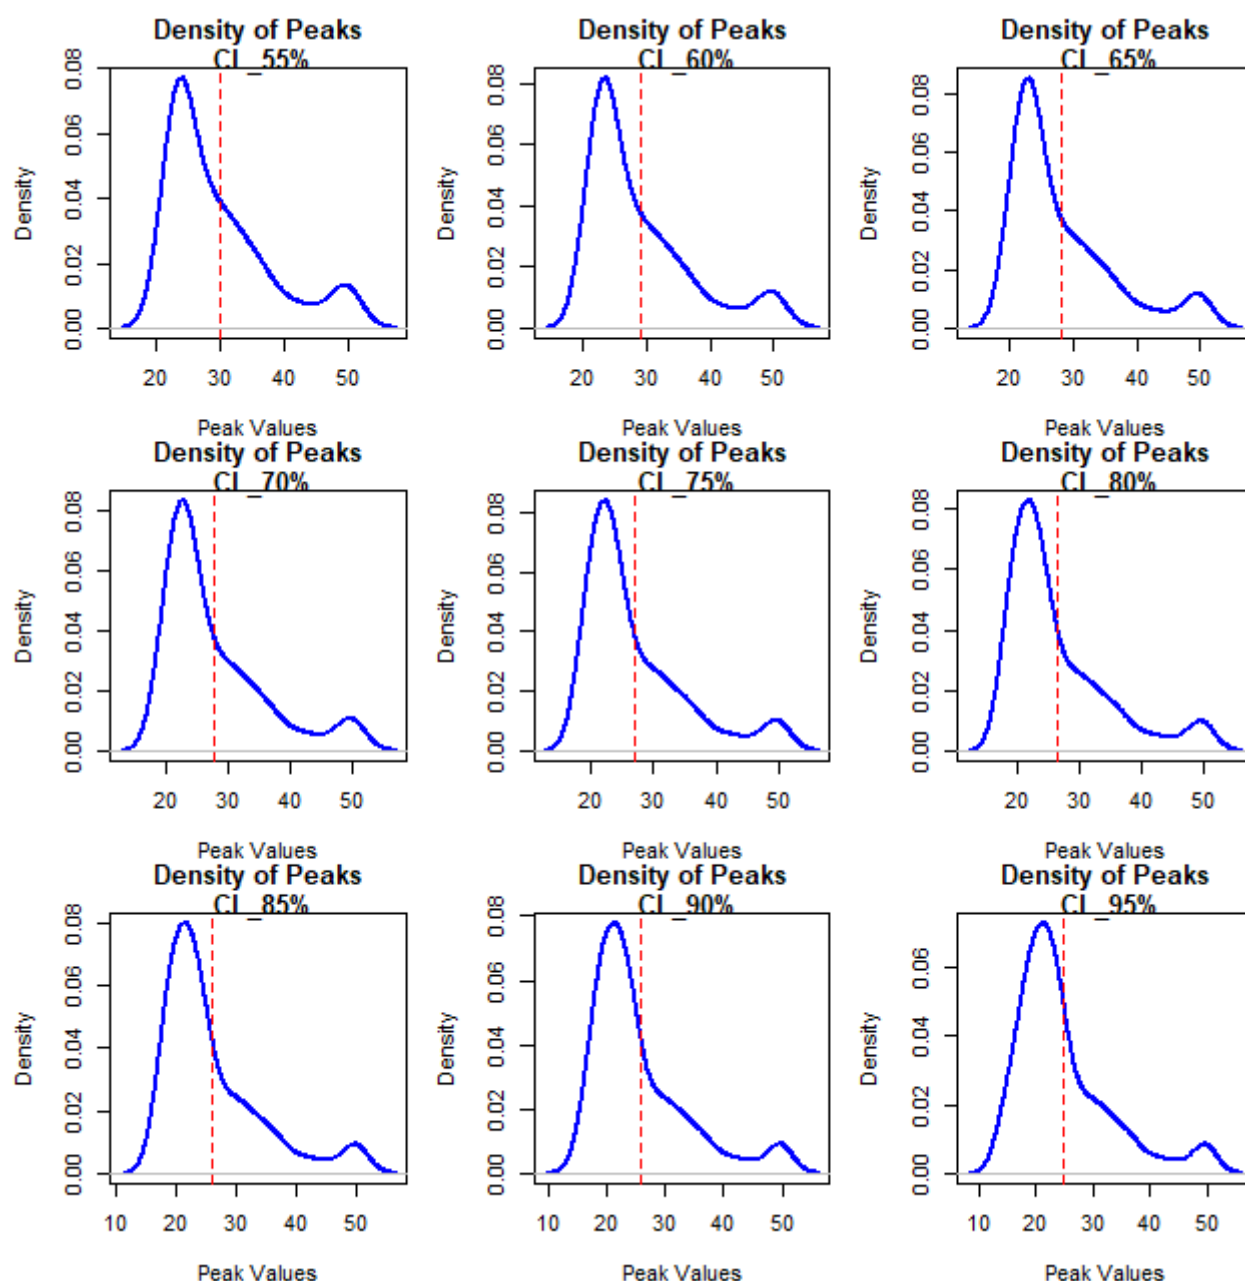 Density of Peaks
CI_55%
Density
0.00 0.02 0.04 0.06 0.08
20 30 40 50
Peak Values
Density of Peaks
CI_60%
Density
0.00 0.02 0.04 0.06 0.08
20 30 40 50
Peak Values
Density of Peaks
CI_65%
Density
0.00 0.02 0.04 0.06 0.08
20 30 40 50
Peak Values
Density of Peaks
CI_70%
Density
0.00 0.02 0.04 0.06 0.08
20 30 40 50
Peak Values
Density of Peaks
CI_75%
Density
0.00 0.02 0.04 0.06 0.08
20 30 40 50
Peak Values
Density of Peaks
CI_80%
Density
0.00 0.02 0.04 0.06 0.08
20 30 40 50
Peak Values
Density of Peaks
CI_85%
Density
0.00 0.02 0.04 0.06 0.08
10 20 30 40 50
Peak Values
Density of Peaks
CI_90%
Density
0.00 0.02 0.04 0.06 0.08
10 20 30 40 50
Peak Values
Density of Peaks
CI_95%
Density
0.00 0.02 0.04 0.06
10 20 30 40 50
Peak Values